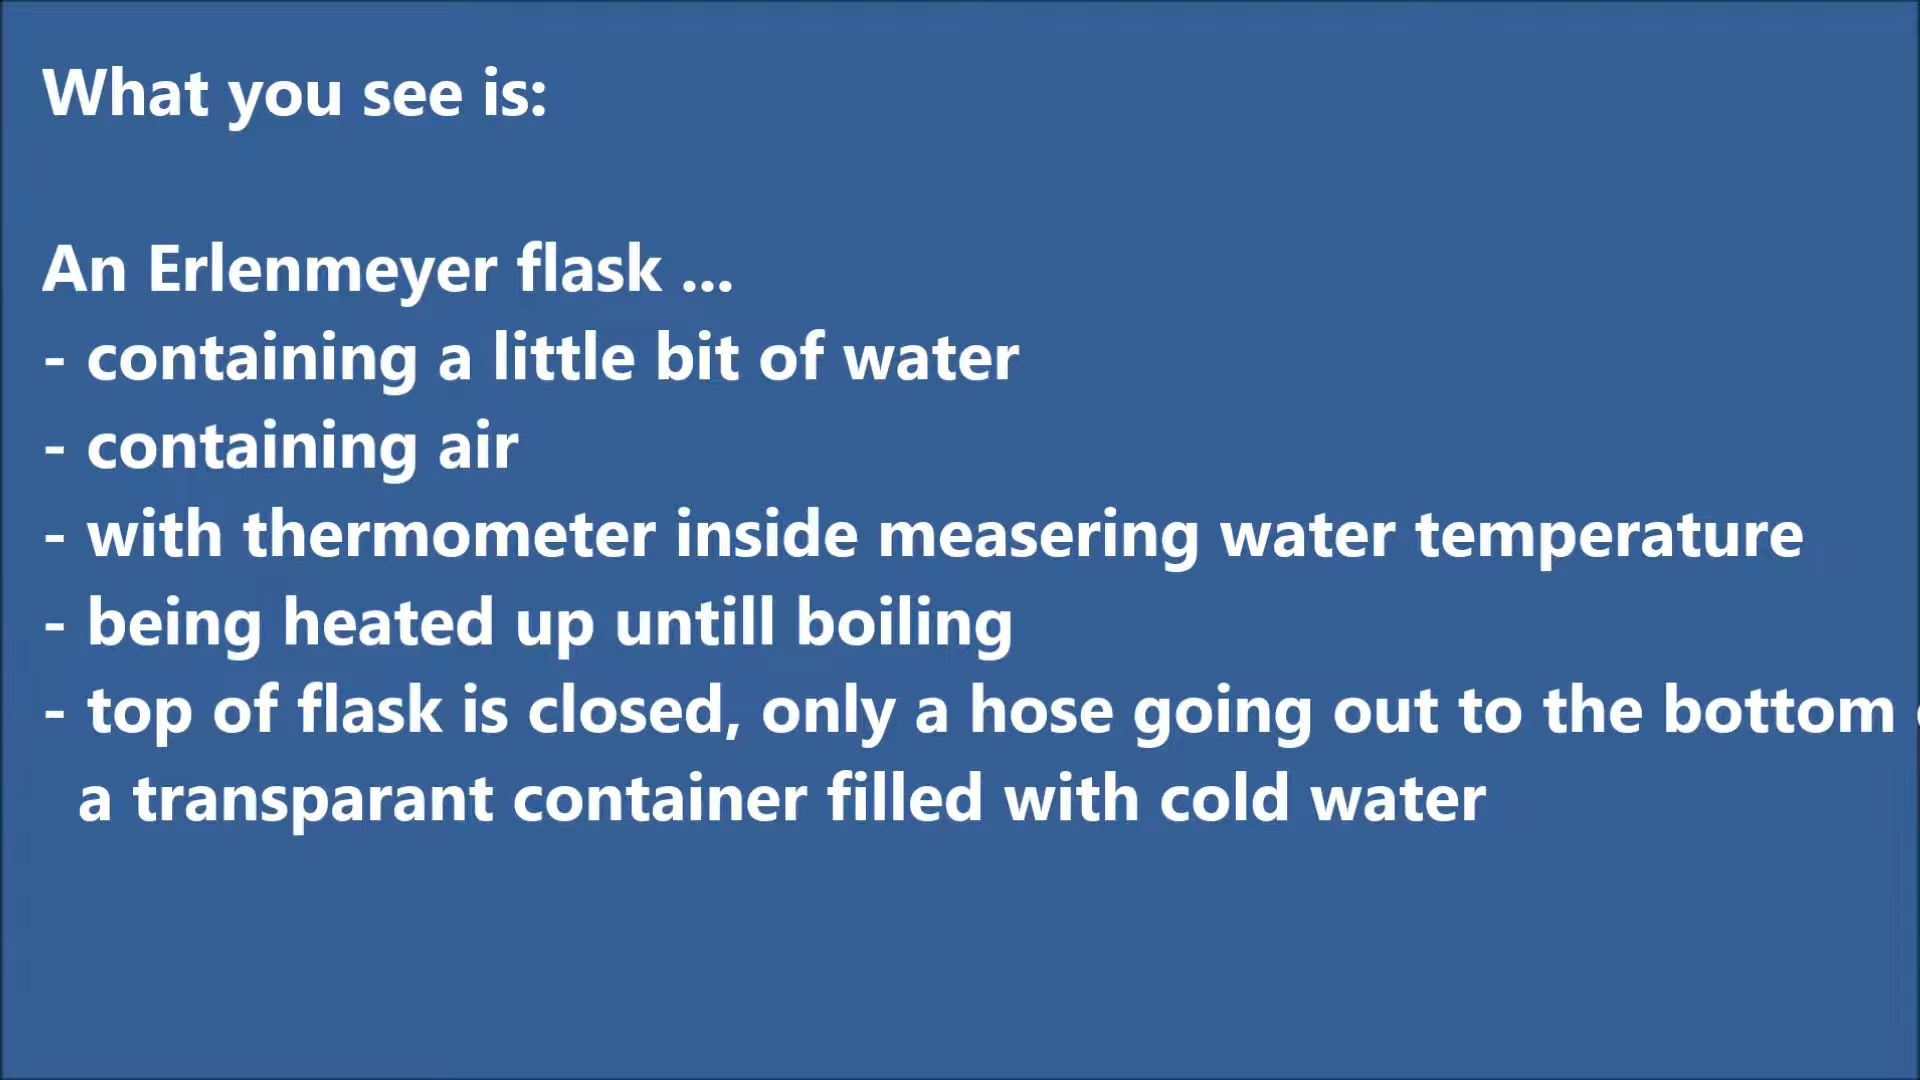 What you see is:
An Erlenmeyer flask ...
- containing a little bit of water
- containing air
- with thermometer inside measering water temperature
- being heated up untill boiling
- top of flask is closed, only a hose going out to the bottom
a transparant container filled with cold water